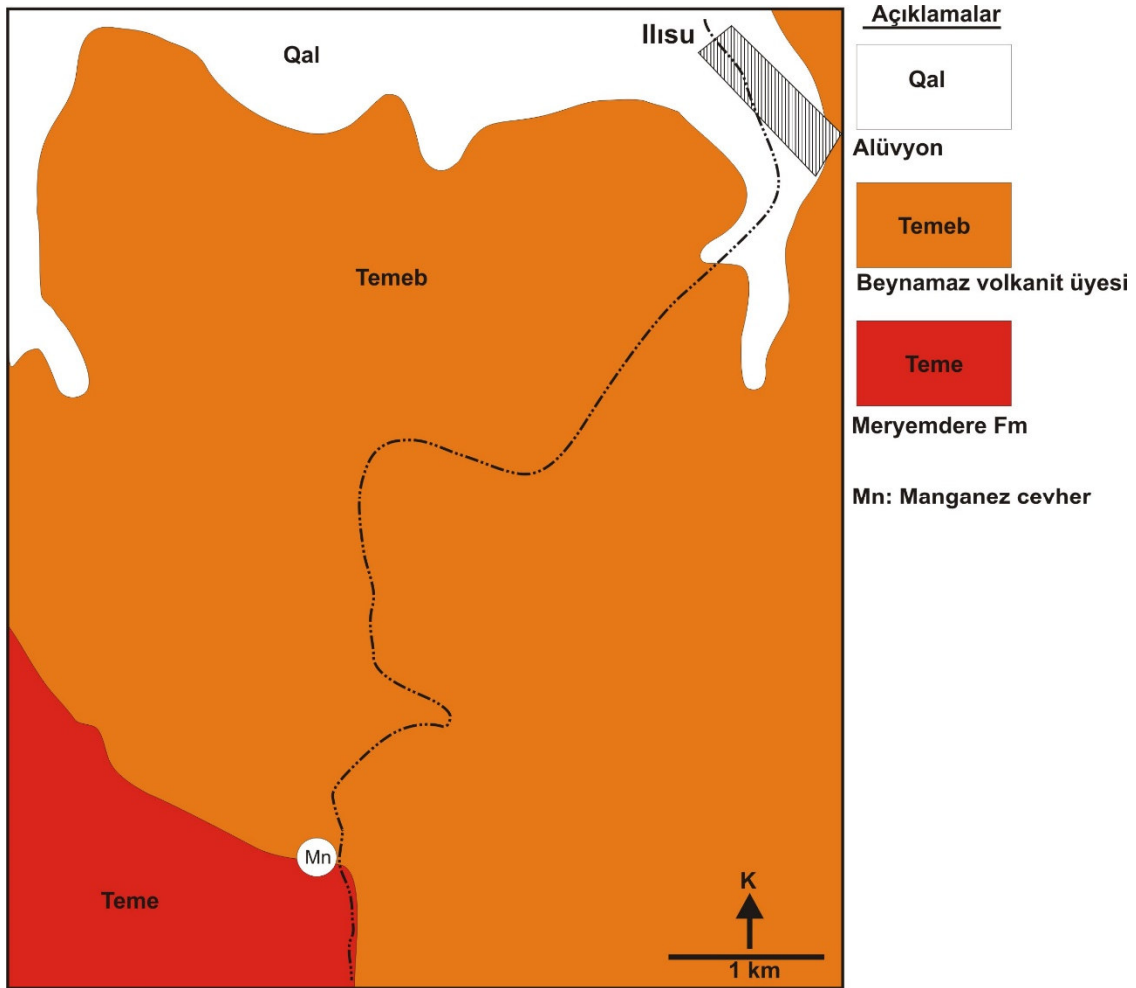 Qal
Ilısu
Temeb
Teme
Mn
K
1 km
Açıklamalar
Qal
Alüvyon
Temeb
Beynamaz volkanit üyesi
Teme
Meryemdere Fm
Mn: Manganez cevher